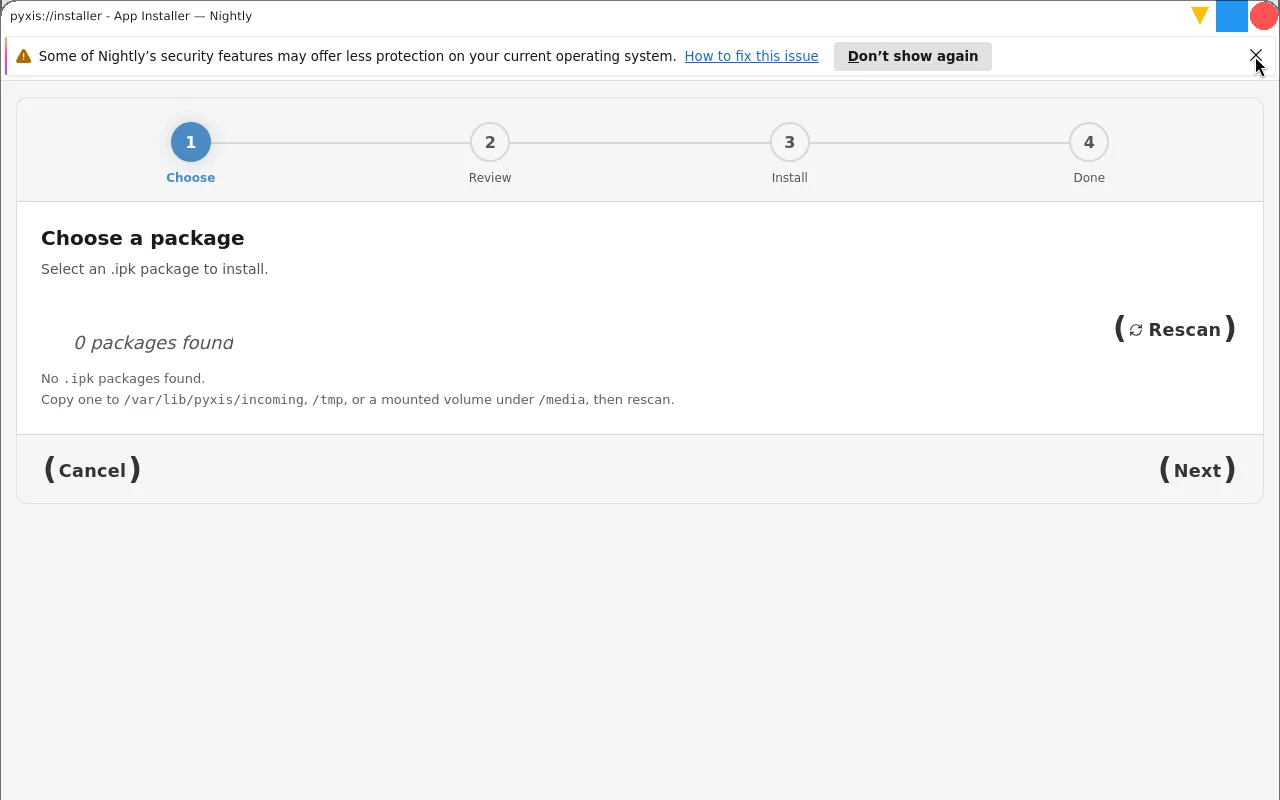 pyxis://installer - App Installer — Nightly
Some of Nightly’s security features may offer less protection on your current operating system. How to fix this issue Don’t show again
1 2 3 4
Choose Review Install Done
Choose a package
Select an .ipk package to install.
0 packages found
( Rescan )
No .ipk packages found.
Copy one to /var/lib/pyxis/incoming, /tmp, or a mounted volume under /media, then rescan.
(Cancel) (Next)